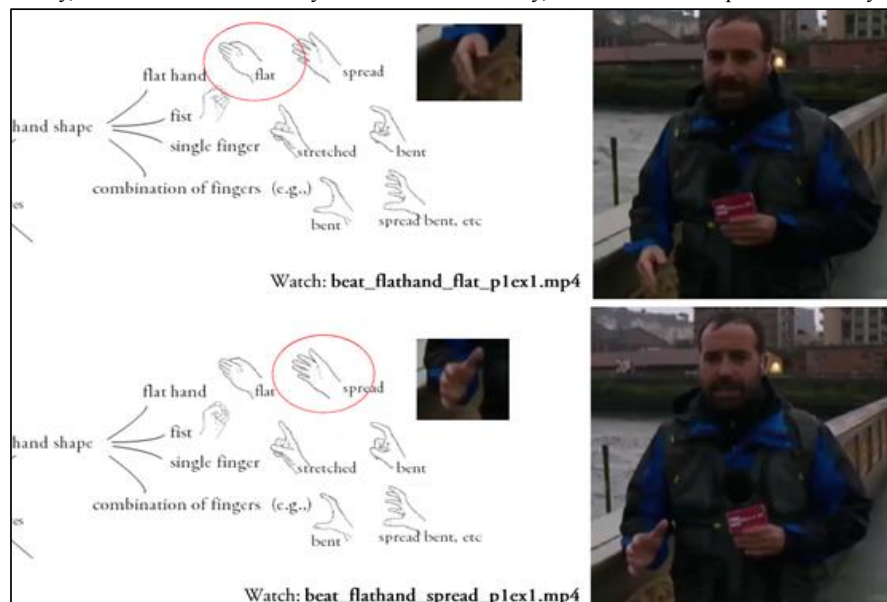 flat hand
flat
spread
fist
hand shape
single finger
stretched
bent
combination of fingers (e.g.,)
es
bent
spread bent, etc
Watch: beat_flathand_flat_p1ex1.mp4
flat hand
flat
spread
fist
hand shape
single finger
stretched
bent
combination of fingers (e.g.,)
es
bent
spread bent, etc
Watch: beat_flathand_spread_p1ex1.mp4